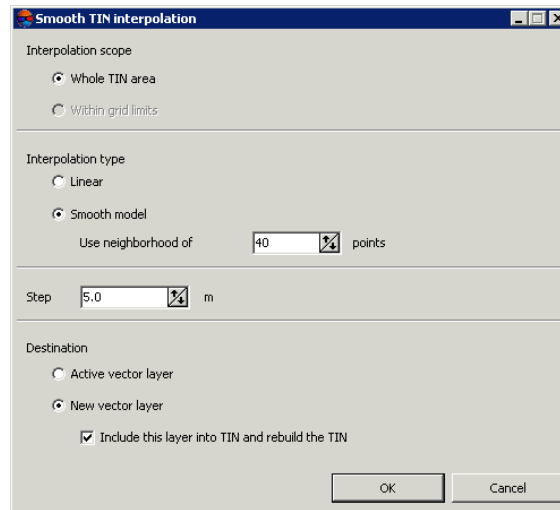 Smooth TIN interpolation
Interpolation scope
Whole TIN area
Within grid limits
Interpolation type
Linear
Smooth model
Use neighborhood of 40 points
Step 5.0 m
Destination
Active vector layer
New vector layer
Include this layer into TIN and rebuild the TIN
OK Cancel